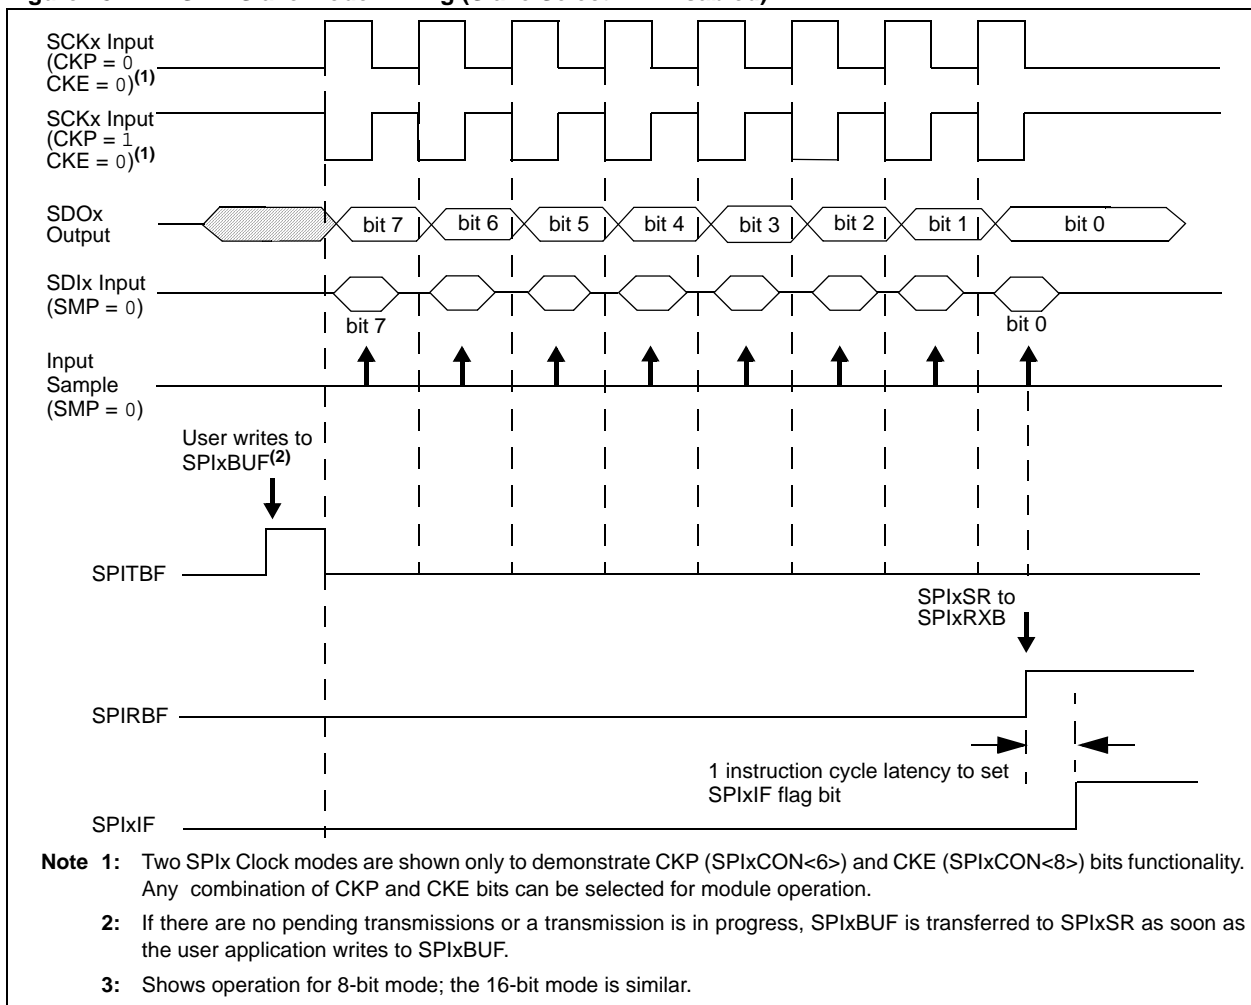 SCKx Input
(CKP = 0
CKE = 0)(1)
SCKx Input
(CKP = 1
CKE = 0)(1)
SDOx
Output
bit 7 bit 6 bit 5 bit 4 bit 3 bit 2 bit 1 bit 0
SDIx Input
(SMP = 0)
bit 7 bit 0
Input
Sample
(SMP = 0)
User writes to
SPIxBUF(2)
SPITBF
SPIxSR to
SPIxRXB
SPIRBF
1 instruction cycle latency to set
SPIxIF flag bit
SPIxIF
Note 1: Two SPIx Clock modes are shown only to demonstrate CKP (SPIxCON<6>) and CKE (SPIxCON<8>) bits functionality.
Any combination of CKP and CKE bits can be selected for module operation.
2: If there are no pending transmissions or a transmission is in progress, SPIxBUF is transferred to SPIxSR as soon as
the user application writes to SPIxBUF.
3: Shows operation for 8-bit mode; the 16-bit mode is similar.